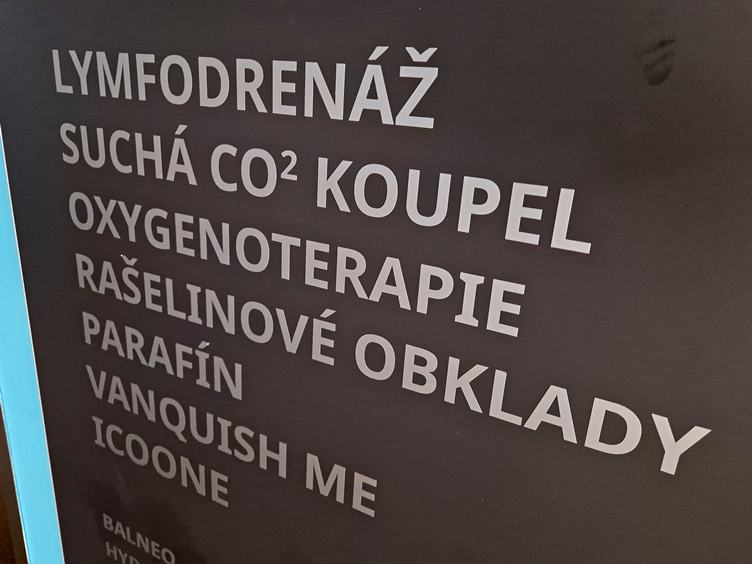 LYMFODRENÁŽ
SUCHÁ CO² KOUPEL
OXYGENOTERAPIE
RAŠELINOVÉ OBKLADY
PARAFÍN
VANQUISH ME
ICOONE
BALNEO